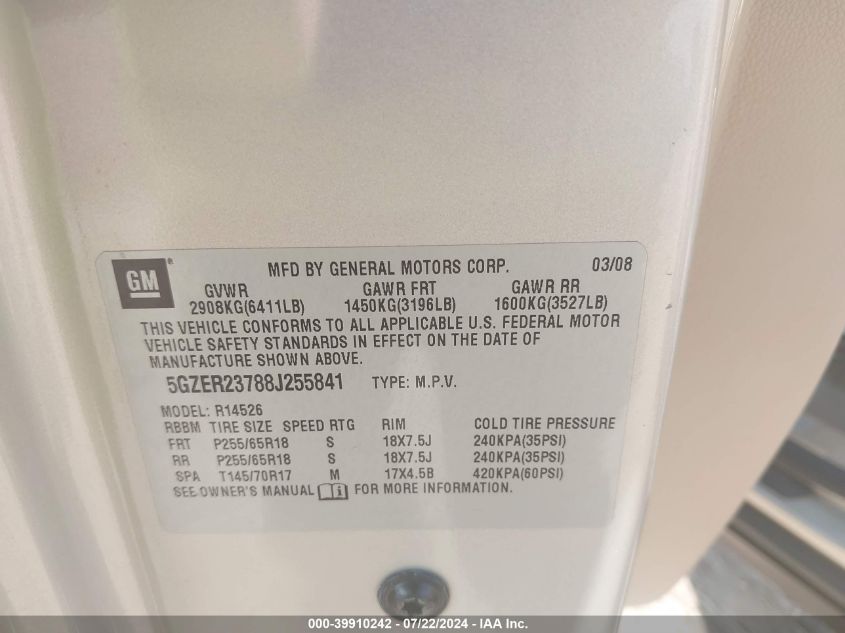 GM
MFD BY GENERAL MOTORS CORP. 03/08
GVWR GAWR FRT GAWR RR
2908KG(6411LB) 1450KG(3196LB) 1600KG(3527LB)
THIS VEHICLE CONFORMS TO ALL APPLICABLE U.S. FEDERAL MOTOR
VEHICLE SAFETY STANDARDS IN EFFECT ON THE DATE OF
MANUFACTURE SHOWN ABOVE.
5GZER23788J255841 TYPE: M.P.V.
MODEL: R14526
RBBM TIRE SIZE SPEED RTG RIM COLD TIRE PRESSURE
FRT P255/65R18 S 18X7.5J 240KPA(35PSI)
RR P255/65R18 S 18X7.5J 240KPA(35PSI)
SPA T145/70R17 M 17X4.5B 420KPA(60PSI)
SEE OWNER'S MANUAL i FOR MORE INFORMATION.
000-39910242 - 07/22/2024 - IAA Inc.